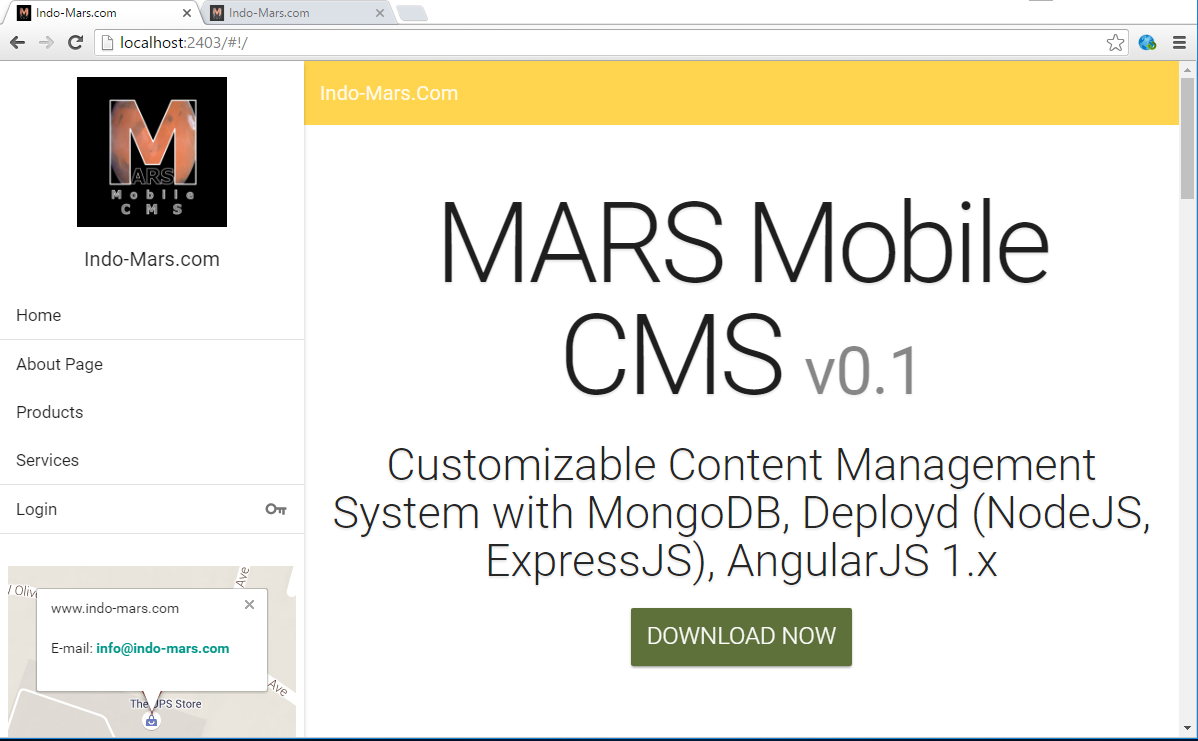 Indo-Mars.com
Indo-Mars.com
localhost:2403/#!/
M
ARS
Mobile
CMS
Indo-Mars.com
Home
About Page
Products
Services
Login
Ave
www.indo-mars.com
E-mail: info@indo-mars.com
Ave
The UPS Store
Indo-Mars.Com
MARS Mobile
CMS v0.1
Customizable Content Management
System with MongoDB, Deployd (NodeJS,
ExpressJS), AngularJS 1.x
DOWNLOAD NOW